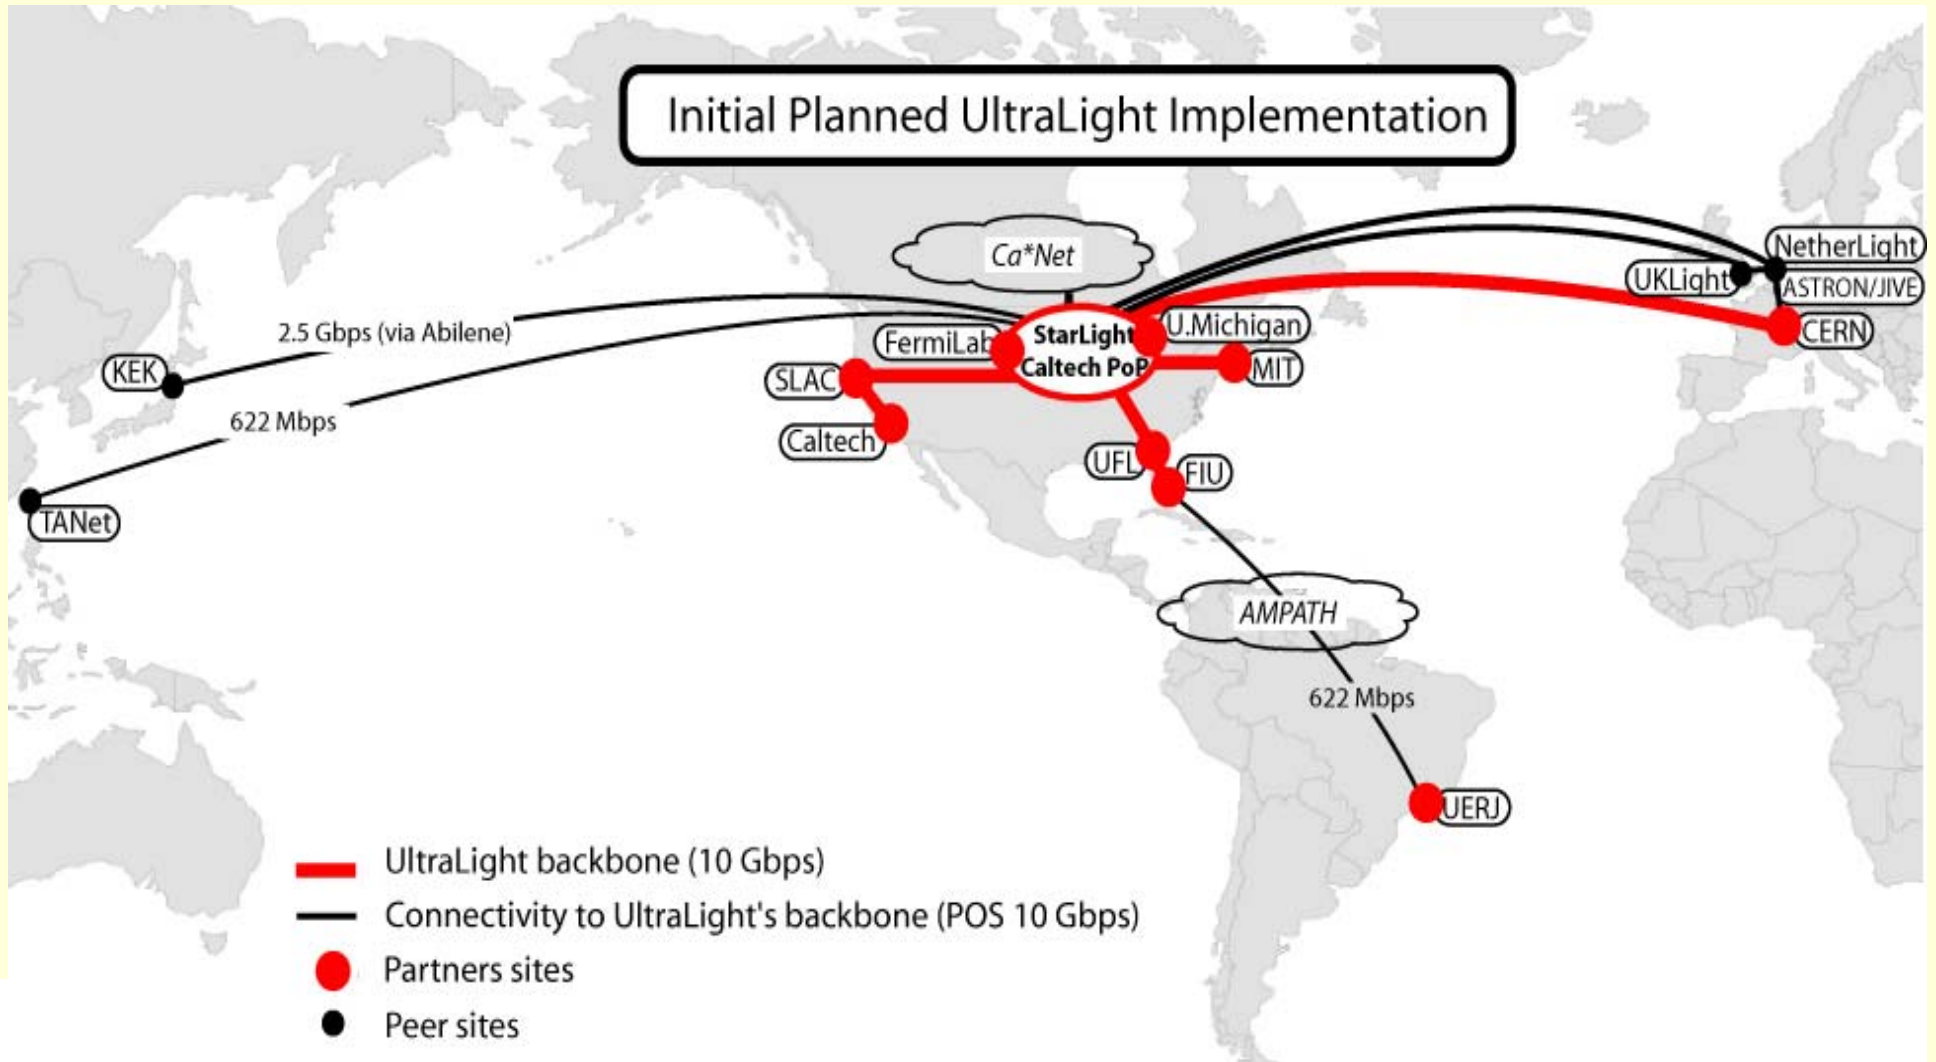 Initial Planned UltraLight Implementation
Ca*Net
NetherLight
UKLight
ASTRON/JIVE
CERN
2.5 Gbps (via Abilene)
FermiLab
StarLight
Caltech PoP
U.Michigan
MIT
KEK
SLAC
622 Mbps
Caltech
UFL
FIU
TANet
AMPATH
622 Mbps
UERJ
UltraLight backbone (10 Gbps)
Connectivity to UltraLight's backbone (POS 10 Gbps)
Partners sites
Peer sites